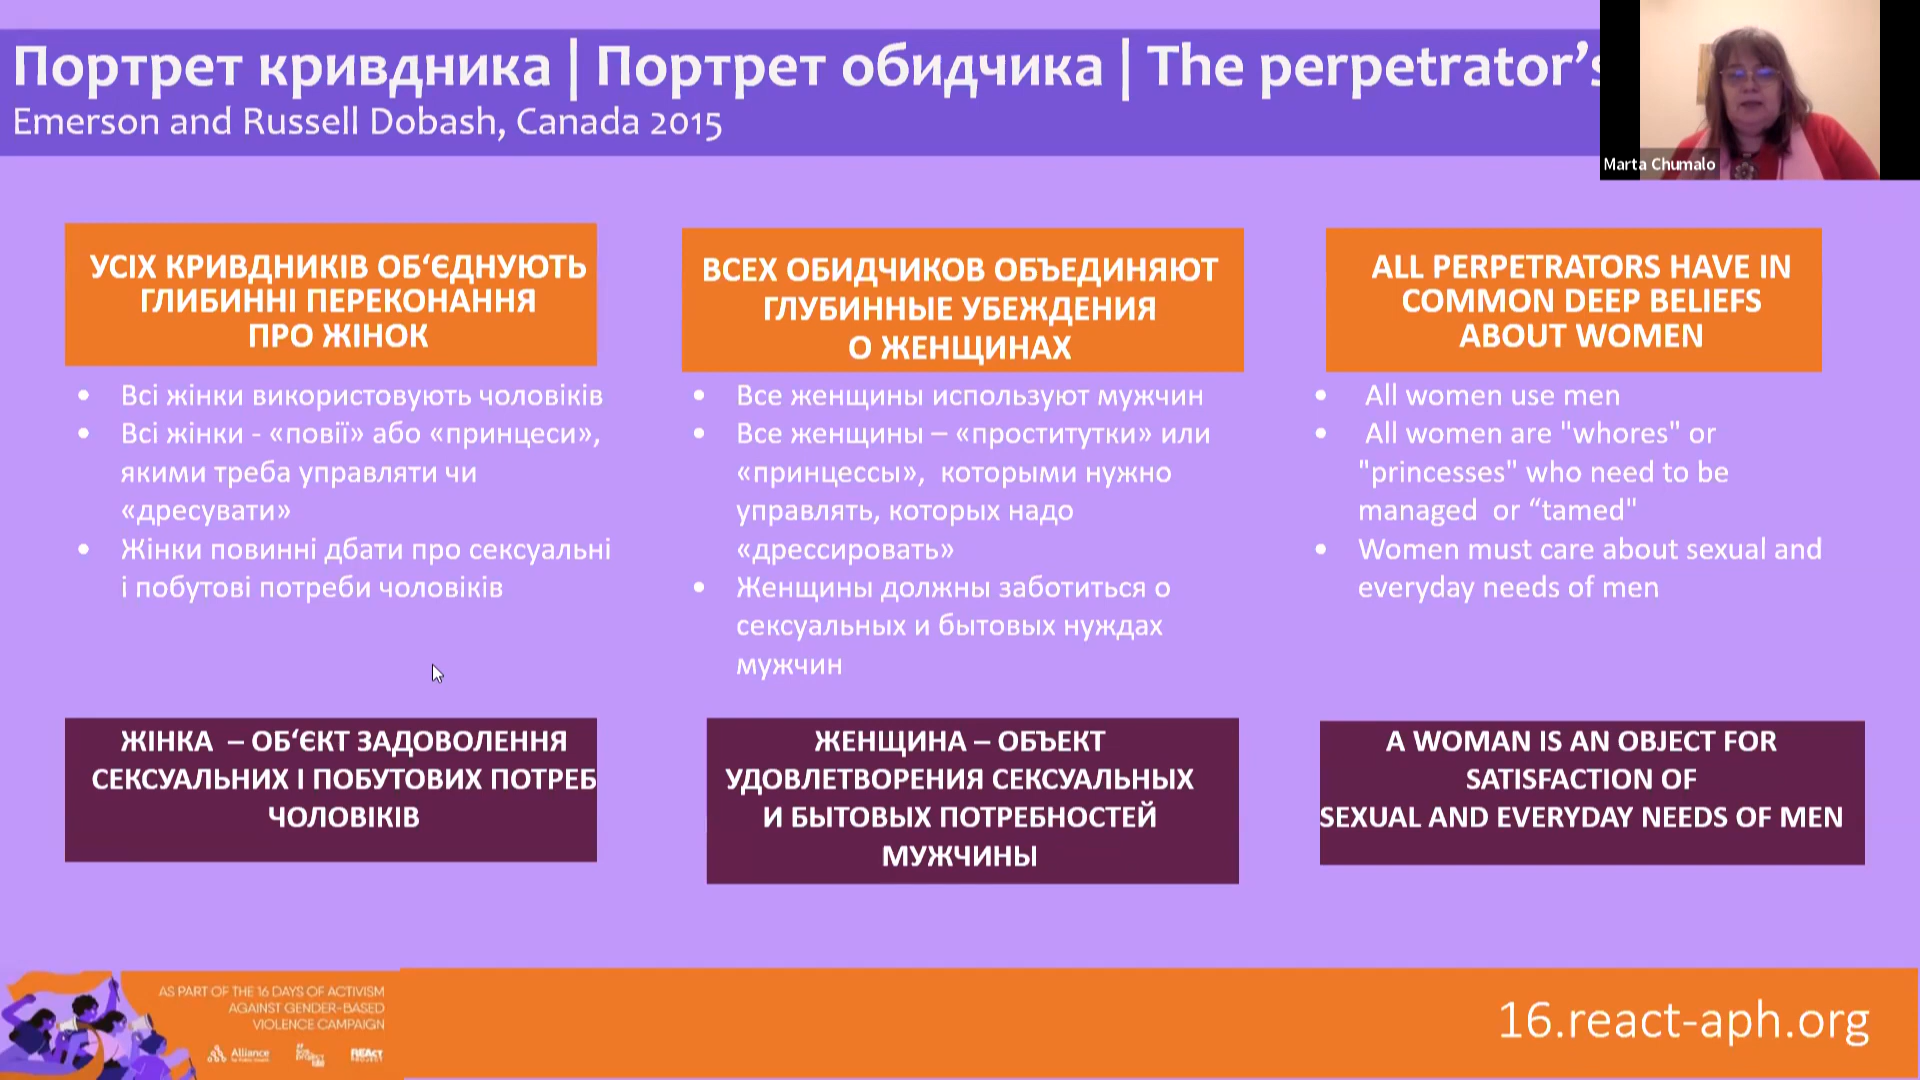 Портрет кривдника | Портрет обидчика | The perpetrator's
Emerson and Russell Dobash, Canada 2015
Marta Chumalo
УСІХ КРИВДНИКІВ ОБ‘ЄДНУЮТЬ
ГЛИБИННІ ПЕРЕКОНАННЯ
ПРО ЖІНОК
• Всі жінки використовують чоловіків
• Всі жінки - «повії» або «принцеси»,
якими треба управляти чи
«дресувати»
• Жінки повинні дбати про сексуальні
і побутові потреби чоловіків
ЖІНКА – ОБ‘ЄКТ ЗАДОВОЛЕННЯ
СЕКСУАЛЬНИХ І ПОБУТОВИХ ПОТРЕБ
ЧОЛОВІКІВ
ВСЕХ ОБИДЧИКОВ ОБЪЕДИНЯЮТ
ГЛУБИННЫЕ УБЕЖДЕНИЯ
О ЖЕНЩИНАХ
• Все женщины используют мужчин
• Все женщины – «проститутки» или
«принцессы», которыми нужно
управлять, которых надо
«дрессировать»
• Женщины должны заботиться о
сексуальных и бытовых нуждах
мужчин
ЖЕНЩИНА – ОБЪЕКТ
УДОВЛЕТВОРЕНИЯ СЕКСУАЛЬНЫХ
И БЫТОВЫХ ПОТРЕБНОСТЕЙ
МУЖЧИНЫ
ALL PERPETRATORS HAVE IN
COMMON DEEP BELIEFS
ABOUT WOMEN
• All women use men
• All women are "whores" or
"princesses" who need to be
managed or “tamed"
• Women must care about sexual and
everyday needs of men
A WOMAN IS AN OBJECT FOR
SATISFACTION OF
SEXUAL AND EVERYDAY NEEDS OF MEN
AS PART OF THE 16 DAYS OF ACTIVISM
AGAINST GENDER-BASED
VIOLENCE CAMPAIGN
Alliance
REAct
16.react-aph.org